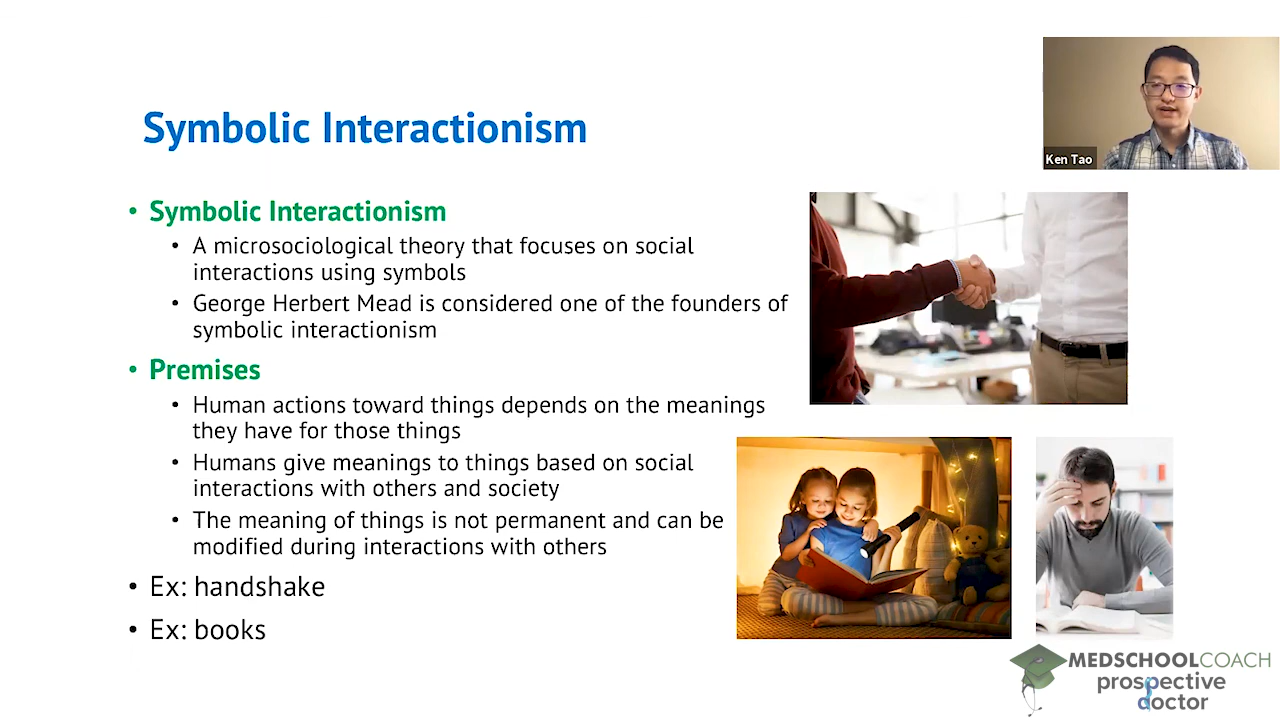 Symbolic Interactionism
Ken Tao
• Symbolic Interactionism
• A microsociological theory that focuses on social
interactions using symbols
• George Herbert Mead is considered one of the founders of
symbolic interactionism
• Premises
• Human actions toward things depends on the meanings
they have for those things
• Humans give meanings to things based on social
interactions with others and society
• The meaning of things is not permanent and can be
modified during interactions with others
• Ex: handshake
• Ex: books
MEDSCHOOLCOACH
prospective
doctor